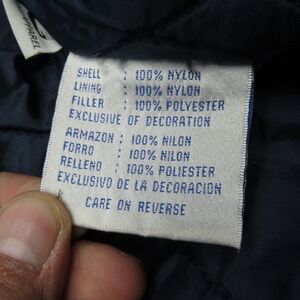 APPAREL
SHELL : 100% NYLON
LINING : 100% NYLON
FILLER : 100% POLYESTER
EXCLUSIVE OF DECORATION
ARMAZON : 100% NILON
FORRO : 100% NILON
RELLENO : 100% POLIESTER
EXCLUSIVO DE LA DECORACION
CARE ON REVERSE